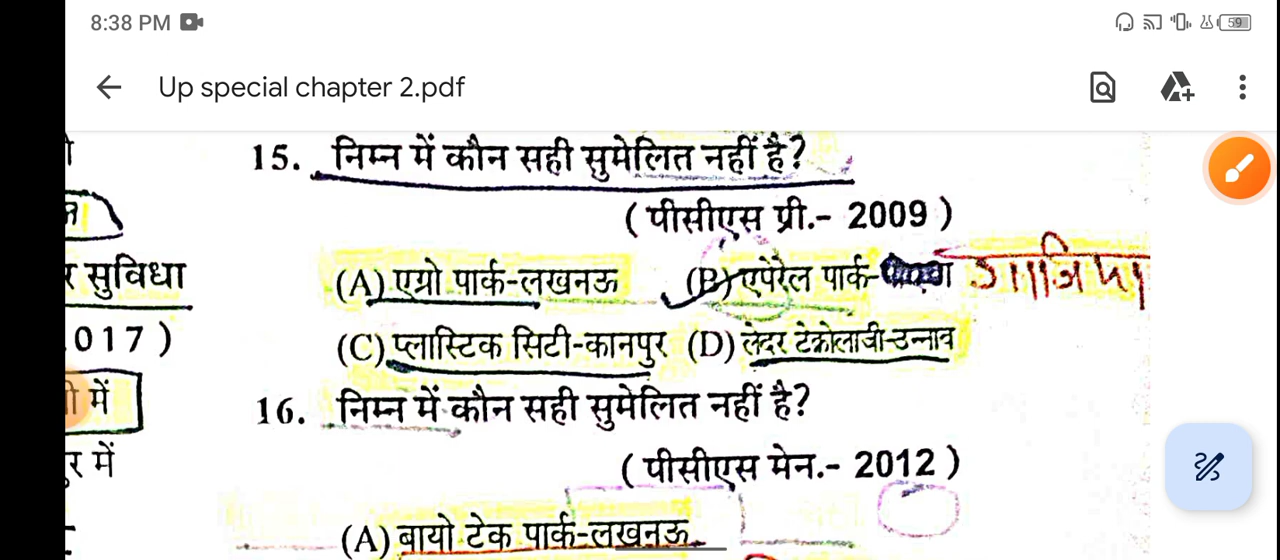 8:38 PM 59
Up special chapter 2.pdf
15. निम्न में कौन सही सुमेलित नहीं है?
( पीसीएस प्री.- 2009 )
र सुविधा
(A) एग्रो पार्क-लखनऊ (B) एपेरैल पार्क-
017 )
(C) प्लास्टिक सिटी-कानपुर (D) लेदर टेक्नोलाजी-उन्नाव
में
16. निम्न में कौन सही सुमेलित नहीं है?
र में
( पीसीएस मेन.- 2012 )
(A) बायो टेक पार्क-लखनऊ